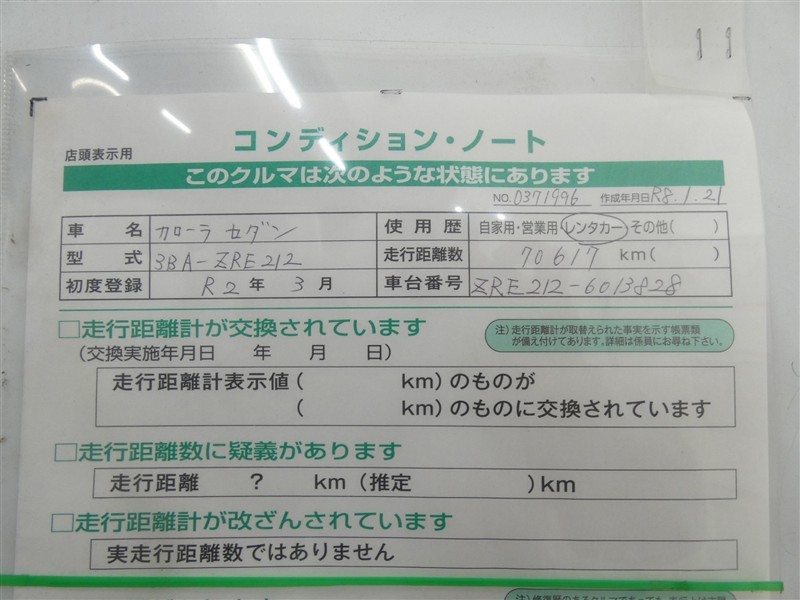 コンディション・ノート
店頭表示用
このクルマは次のような状態にあります
NO.0371996 作成年月日R8.1.21
車名 カローラ セダン 使用歴 自家用・営業用・レンタカー・その他( )
型式 3BA-ZRE212 走行距離数 70617 km( )
初度登録 R2年 3月 車台番号 ZRE212-6013828
□走行距離計が交換されています
(交換実施年月日 年 月 日)
注)走行距離計が取替えられた事実を示す帳票類
が備え付けてあります。詳細は係員にお尋ね下さい。
走行距離計表示値( km)のものが
( km)のものに交換されています
□走行距離数に疑義があります
走行距離 ? km(推定 )km
□走行距離計が改ざんされています
実走行距離数ではありません